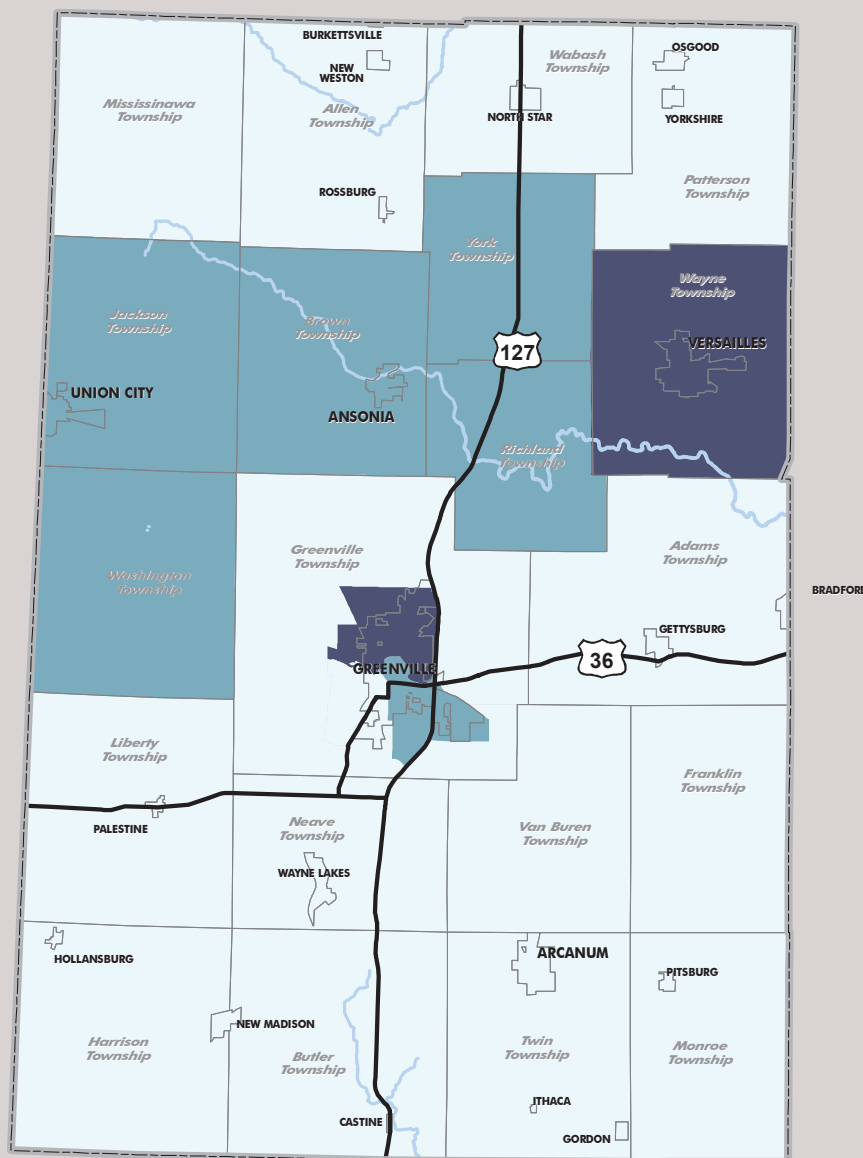 BURKETTSVILLE
OSGOOD
Wabash
Township
NEW
WESTON
Mississinawa
Township
Allen
Township
NORTH STAR
YORKSHIRE
ROSSBURG
Patterson
Township
York
Township
Wayne
Township
Jackson
Township
Brown
Township
127
VERSAILLES
UNION CITY
ANSONIA
Richland
Township
Greenville
Township
Adams
Township
Washington
Township
BRADFORD
GETTYSBURG
36
GREENVILLE
Liberty
Township
Franklin
Township
PALESTINE
Neave
Township
Van Buren
Township
WAYNE LAKES
HOLLANSBURG
ARCANUM
PITSBURG
NEW MADISON
Harrison
Township
Butler
Township
Twin
Township
Monroe
Township
ITHACA
CASTINE
GORDON